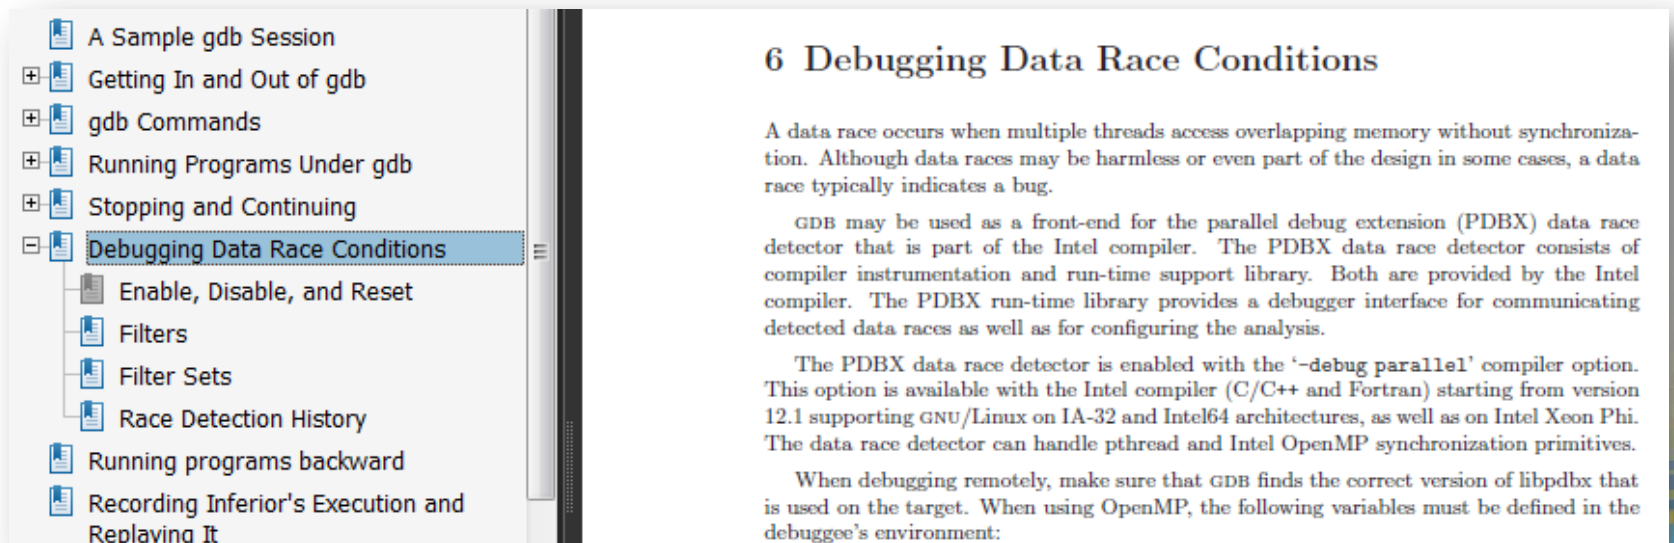 A Sample gdb Session
Getting In and Out of gdb
gdb Commands
Running Programs Under gdb
Stopping and Continuing
Debugging Data Race Conditions
Enable, Disable, and Reset
Filters
Filter Sets
Race Detection History
Running programs backward
Recording Inferior's Execution and
Replaying It
6 Debugging Data Race Conditions
A data race occurs when multiple threads access overlapping memory without synchroniza-
tion. Although data races may be harmless or even part of the design in some cases, a data
race typically indicates a bug.
GDB may be used as a front-end for the parallel debug extension (PDBX) data race
detector that is part of the Intel compiler. The PDBX data race detector consists of
compiler instrumentation and run-time support library. Both are provided by the Intel
compiler. The PDBX run-time library provides a debugger interface for communicating
detected data races as well as for configuring the analysis.
The PDBX data race detector is enabled with the ‘-debug parallel’ compiler option.
This option is available with the Intel compiler (C/C++ and Fortran) starting from version
12.1 supporting GNU/Linux on IA-32 and Intel64 architectures, as well as on Intel Xeon Phi.
The data race detector can handle pthread and Intel OpenMP synchronization primitives.
When debugging remotely, make sure that GDB finds the correct version of libpdbx that
is used on the target. When using OpenMP, the following variables must be defined in the
debuggee's environment: